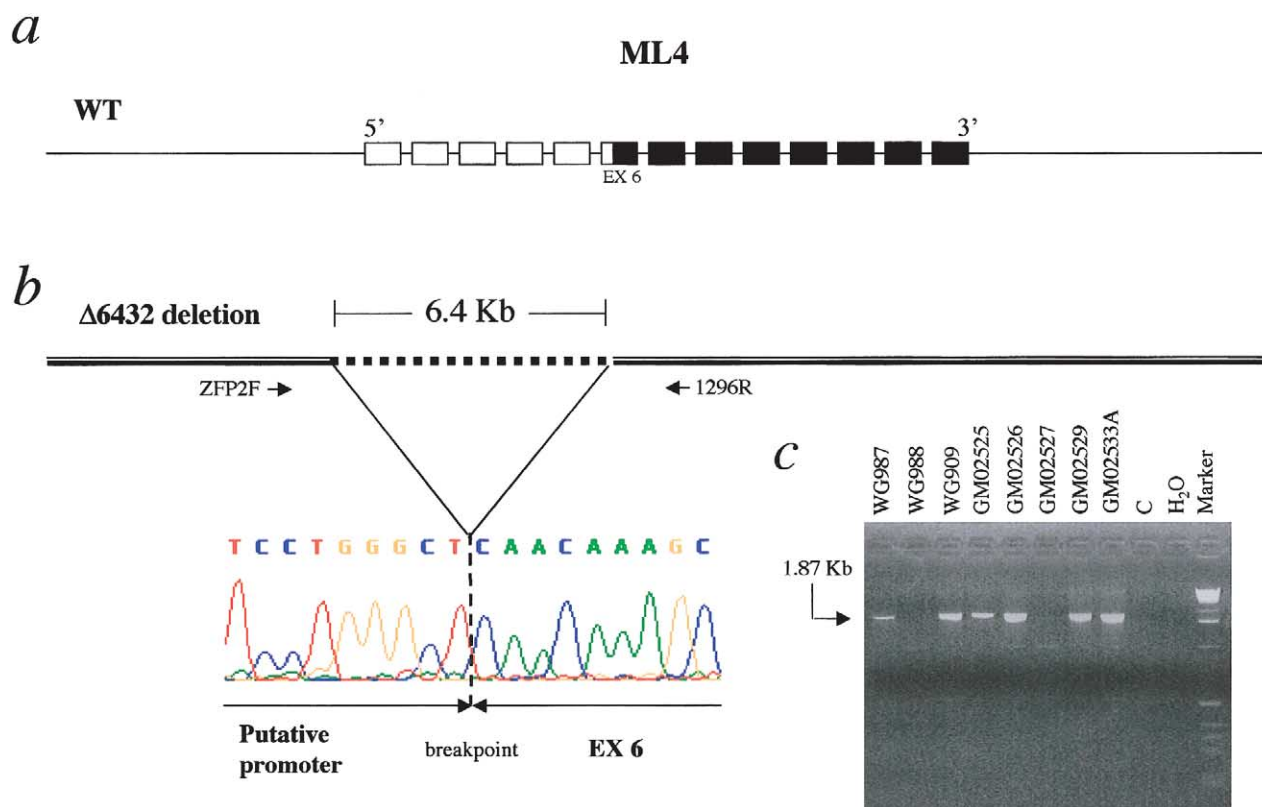 a
ML4
WT
5’
3’
EX 6
b
Δ6432 deletion
6.4 Kb
ZFP2F
1296R
TCCTGGGCTCAACAAAGC
Putative
promoter
breakpoint
EX 6
c
WG987
WG988
WG909
GM02525
GM02526
GM02527
GM02529
GM02533A
C
H₂O
Marker
1.87 Kb